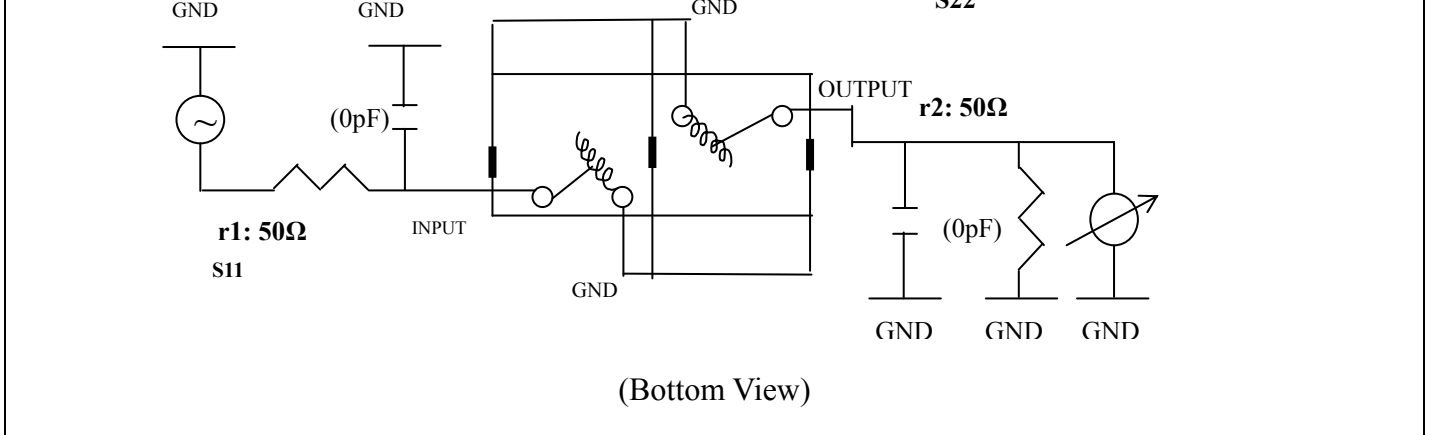 GND
GND
GND
S22
(0pF)
OUTPUT
r2: 50Ω
r1: 50Ω
INPUT
(0pF)
S11
GND
GND
GND
GND
(Bottom View)